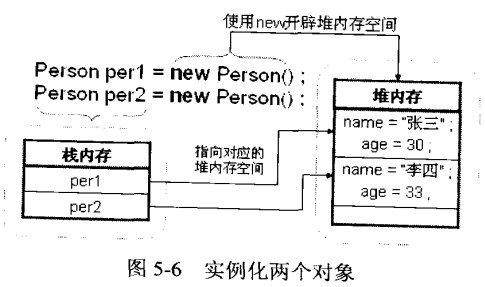 使用new开辟堆内存空间
Person per1 = new Person() ;
Person per2 = new Person() ;
堆内存
name = "张三" ;
age = 30 ;
name = "李四" ;
age = 33 ,
栈内存
per1
per2
指向对应的
堆内存空间
图 5-6 实例化两个对象